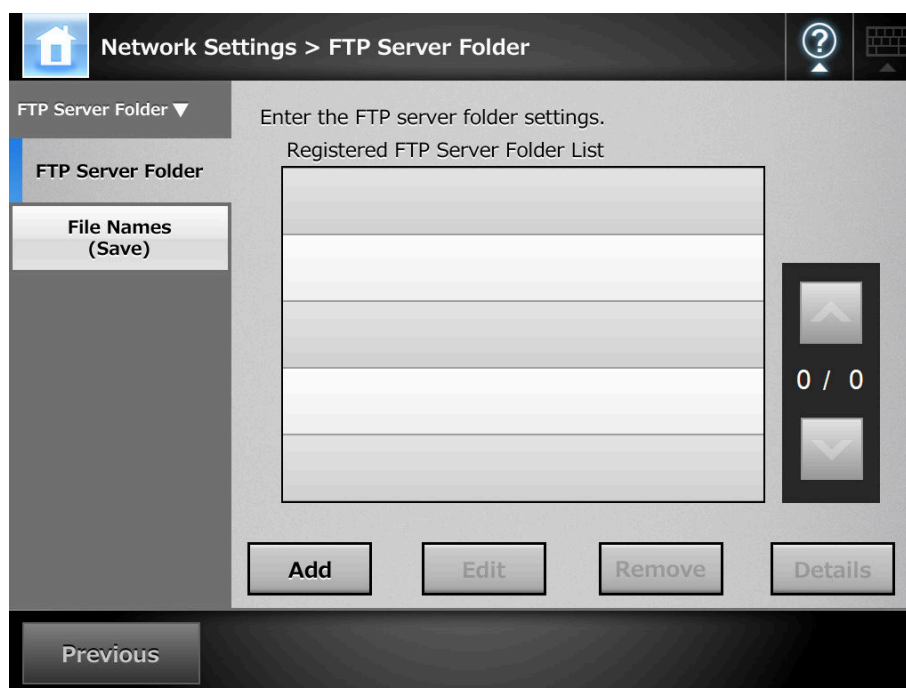 Network Settings > FTP Server Folder
?
FTP Server Folder ▼
FTP Server Folder
File Names
(Save)
Enter the FTP server folder settings.
Registered FTP Server Folder List
0 / 0
Add
Edit
Remove
Details
Previous